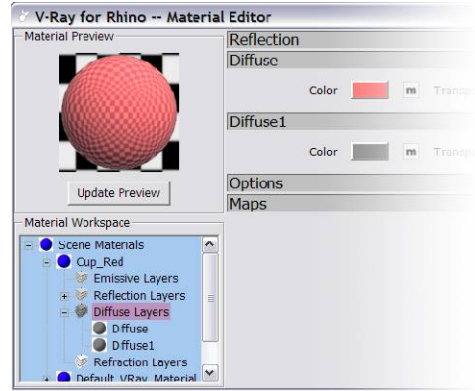 V-Ray for Rhino -- Material Editor
Material Preview
Update Preview
Reflection
Diffuse
Color m
Diffuse1
Color m
Options
Maps
Material Workspace
Scene Materials
Cup_Red
Emissive Layers
Reflection Layers
Diffuse Layers
Diffuse
Diffuse1
Refraction Layers
Default_VRay_Material